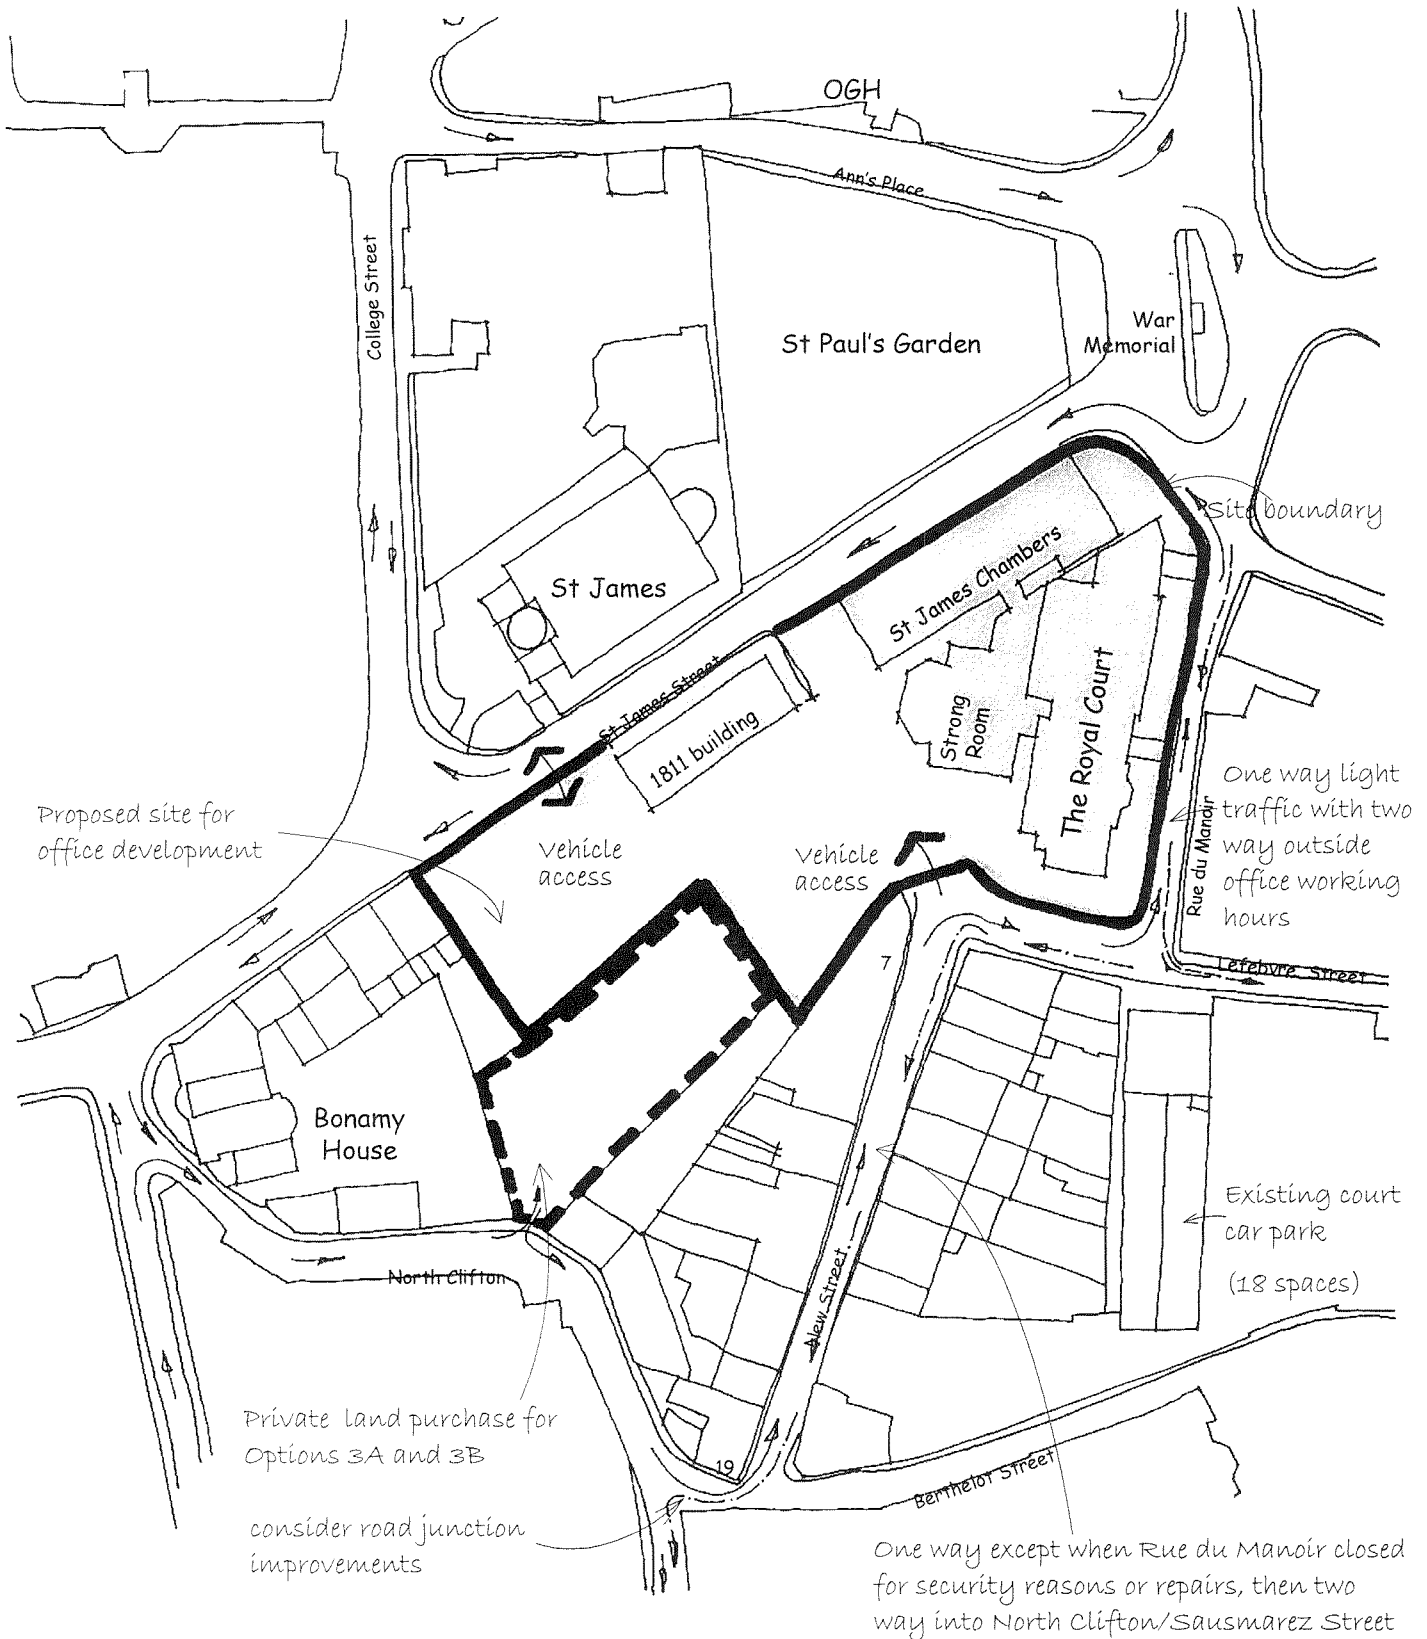 OGH
Ann's Place
College Street
War
Memorial
St Paul's Garden
Site boundary
St James Chambers
St James
The Royal Court
Strong
Room
St James Street
1811 building
One way light
traffic with two
way outside
office working
hours
Rue du Manoir
Proposed site for
office development
Vehicle
access
Vehicle
access
7
Lefebvre Street
Bonamy
House
Existing court
car park
(18 spaces)
North Clifton
New Street
Private land purchase for
Options 3A and 3B
19
Berthelot Street
consider road junction
improvements
One way except when Rue du Manoir closed
for security reasons or repairs, then two
way into North Clifton/Sausmarez Street